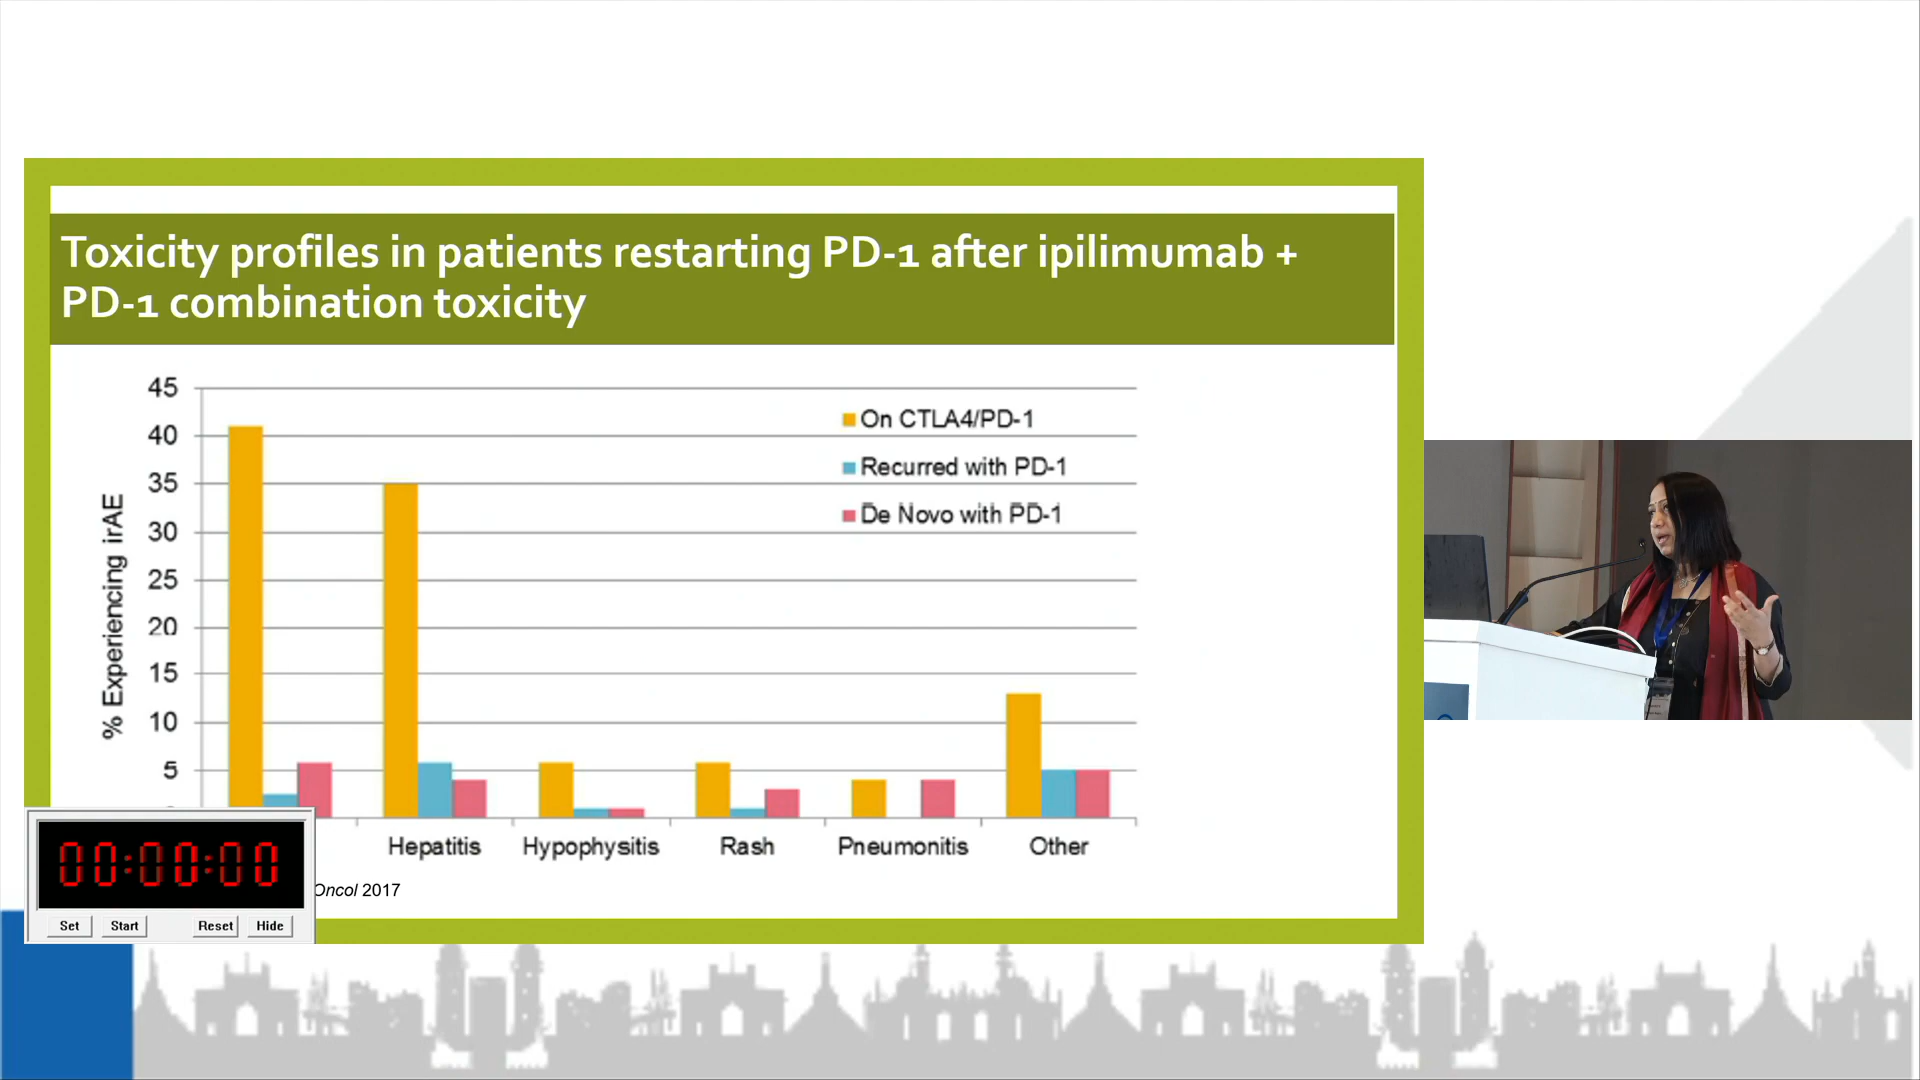 Toxicity profiles in patients restarting PD-1 after ipilimumab +
PD-1 combination toxicity
% Experiencing irAE
45
40
35
30
25
20
15
10
5
On CTLA4/PD-1
Recurred with PD-1
De Novo with PD-1
Hepatitis Hypophysitis Rash Pneumonitis Other
Oncol 2017
00:00:00
Set Start Reset Hide